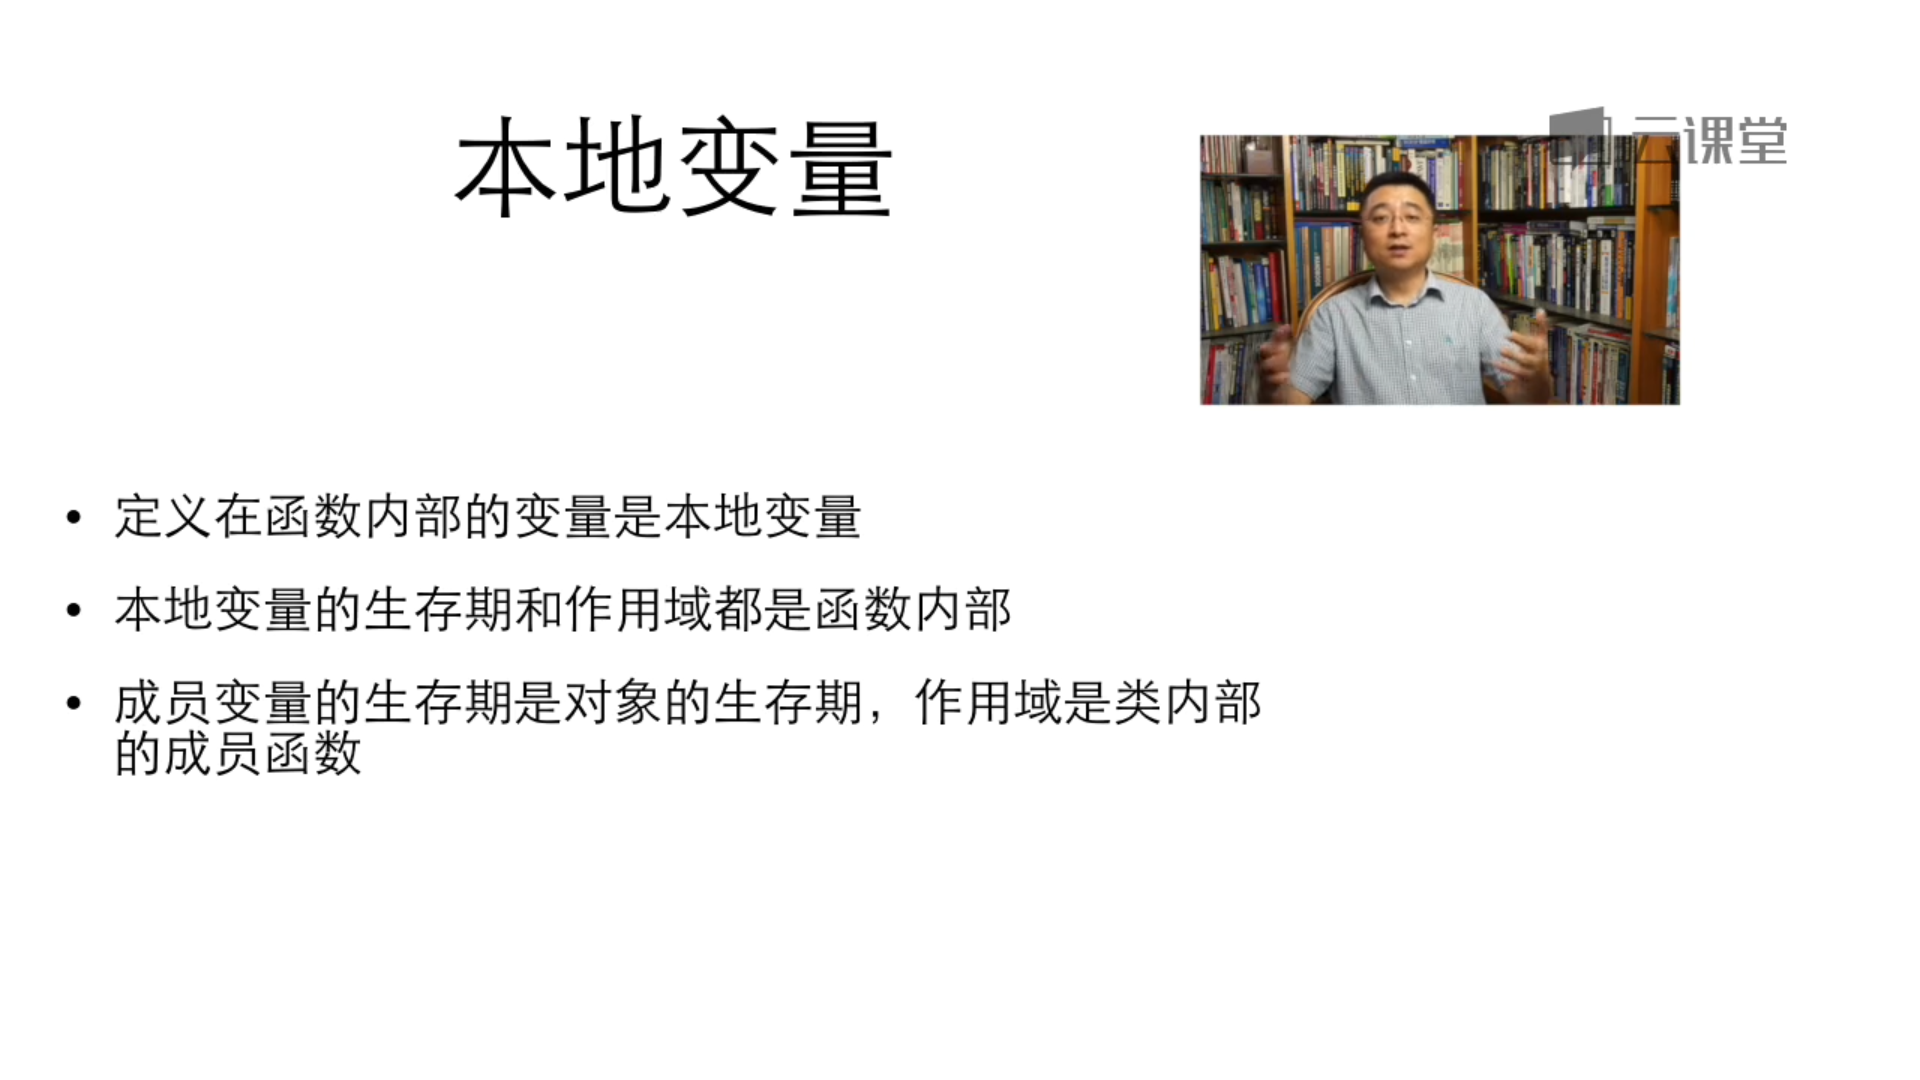 本地变量
云课堂
• 定义在函数内部的变量是本地变量
• 本地变量的生存期和作用域都是函数内部
• 成员变量的生存期是对象的生存期，作用域是类内部
的成员函数